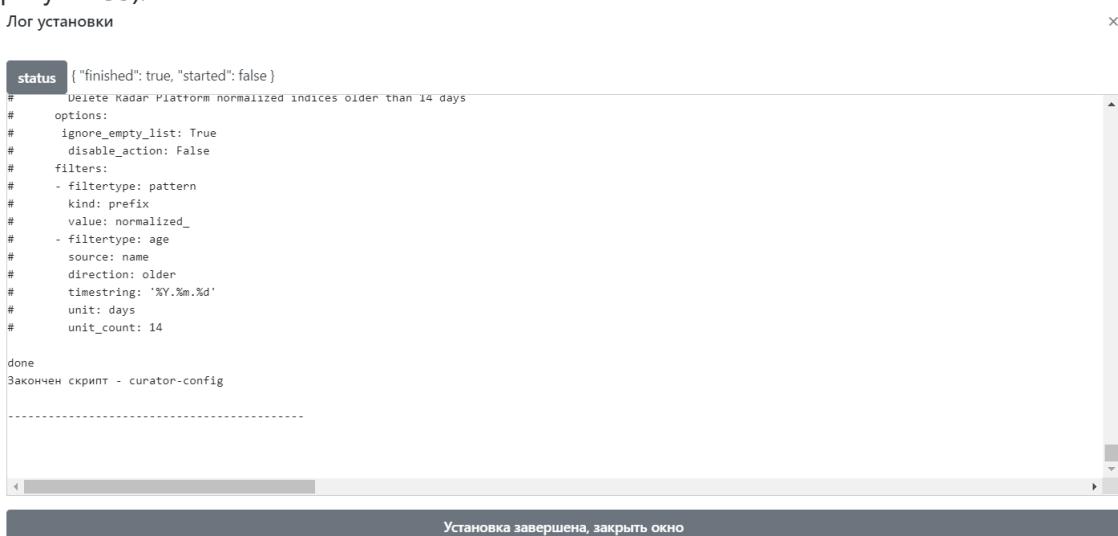 Лог установки
×
status { "finished": true, "started": false }
# Delete Radar Platform normalized indices older than 14 days
# options:
# ignore_empty_list: True
# disable_action: False
# filters:
# - filtertype: pattern
# kind: prefix
# value: normalized_
# - filtertype: age
# source: name
# direction: older
# timestring: '%Y.%m.%d'
# unit: days
# unit_count: 14
done
Закончен скрипт - curator-config
--------------------------------------------
Установка завершена, закрыть окно